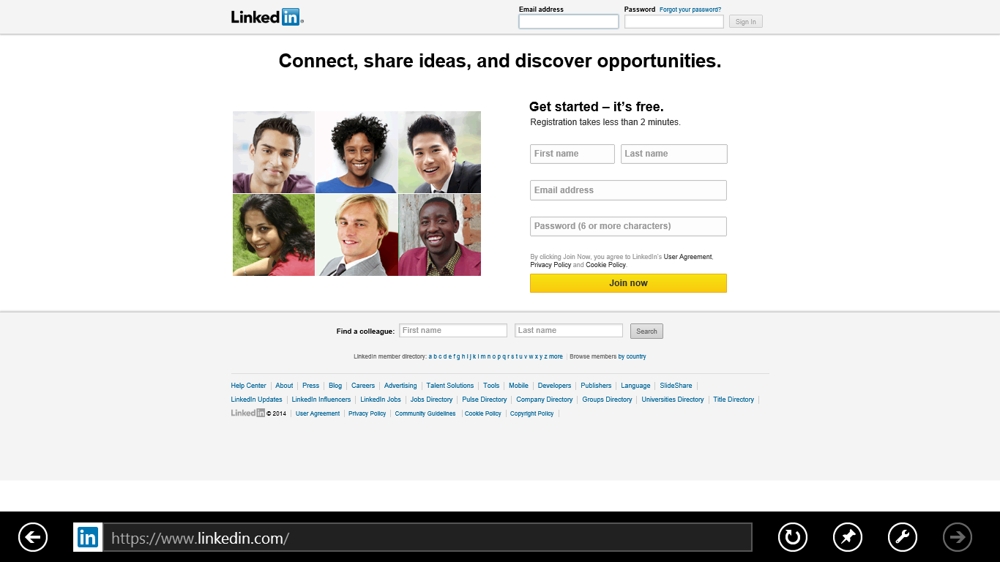 Linked in®
Email address
Password Forgot your password?
Sign In
Connect, share ideas, and discover opportunities.
Get started – it's free.
Registration takes less than 2 minutes.
First name Last name
Email address
Password (6 or more characters)
By clicking Join Now, you agree to LinkedIn's User Agreement,
Privacy Policy and Cookie Policy.
Join now
Find a colleague: First name Last name Search
LinkedIn member directory: a b c d e f g h i j k l m n o p q r s t u v w x y z more | Browse members by country
Help Center | About | Press | Blog | Careers | Advertising | Talent Solutions | Tools | Mobile | Developers | Publishers | Language | SlideShare |
LinkedIn Updates | LinkedIn Influencers | LinkedIn Jobs | Jobs Directory | Pulse Directory | Company Directory | Groups Directory | Universities Directory | Title Directory |
Linked in © 2014 | User Agreement | Privacy Policy | Community Guidelines | Cookie Policy | Copyright Policy |
in https://www.linkedin.com/